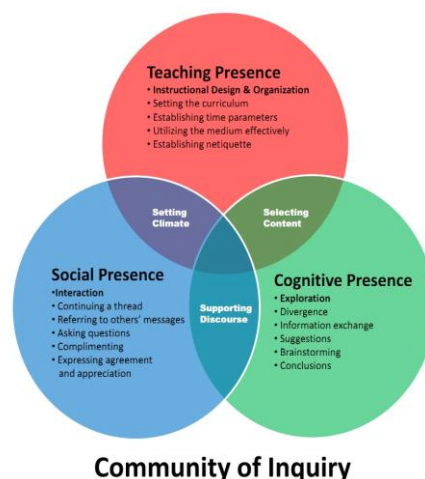 Teaching Presence
• Instructional Design & Organization
• Setting the curriculum
• Establishing time parameters
• Utilizing the medium effectively
• Establishing netiquette
Setting
Climate
Selecting
Content
Social Presence
•Interaction
• Continuing a thread
• Referring to others' messages
• Asking questions
• Complimenting
• Expressing agreement
and appreciation
Supporting
Discourse
Cognitive Presence
• Exploration
• Divergence
• Information exchange
• Suggestions
• Brainstorming
• Conclusions
Community of Inquiry